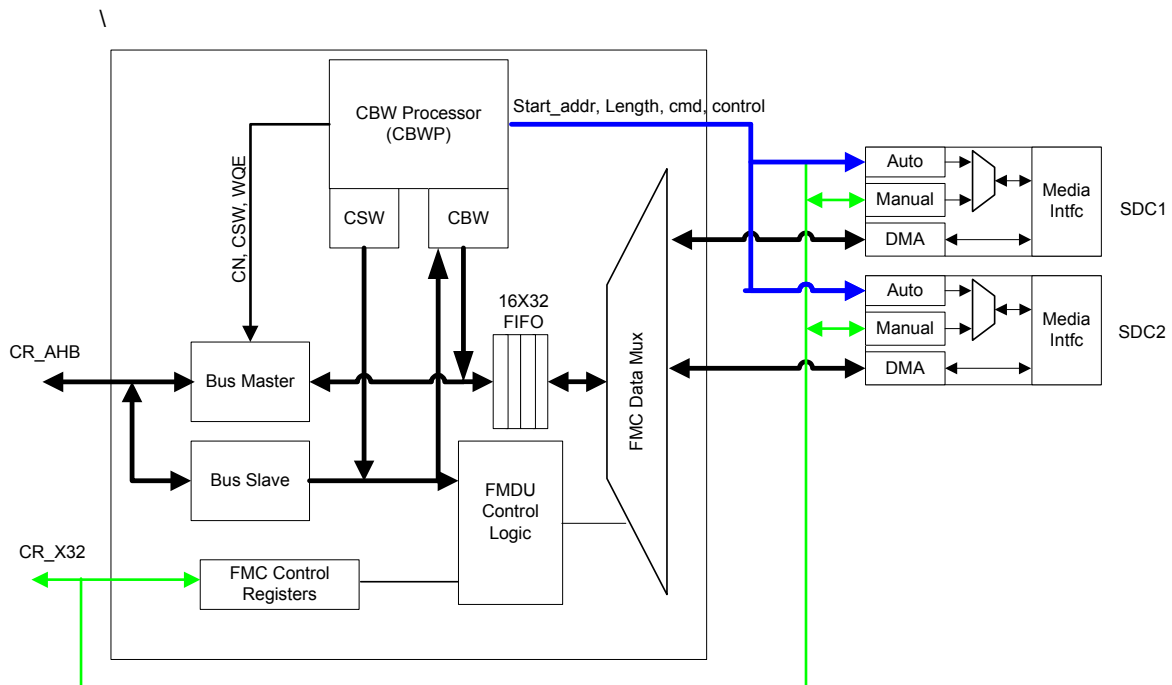 \
CBW Processor
(CBWP)
Start_addr, Length, cmd, control
CN, CSW, WQE
CSW
CBW
Auto
Manual
DMA
Media
Intfc
SDC1
Auto
Manual
DMA
Media
Intfc
SDC2
16X32
FIFO
CR_AHB
Bus Master
FMC Data Mux
Bus Slave
FMDU
Control
Logic
CR_X32
FMC Control
Registers